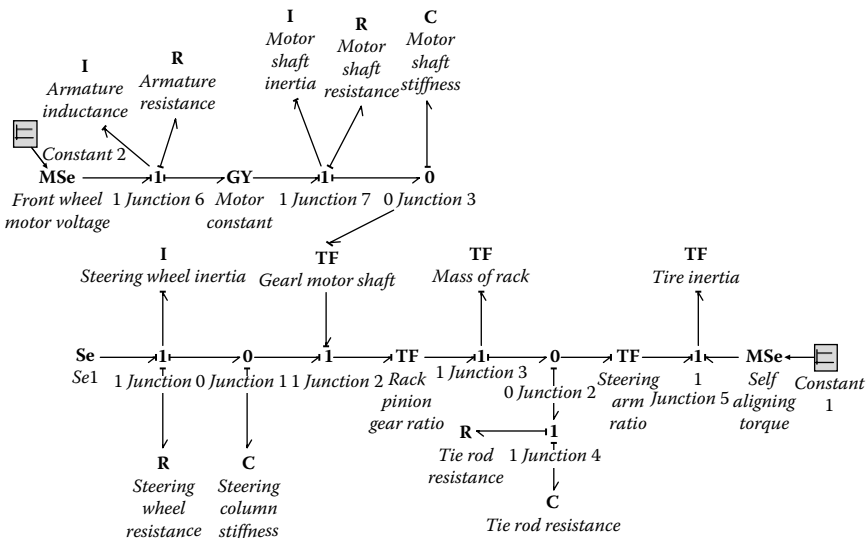 I
Armature
inductance
R
Armature
resistance
I
Motor
shaft
inertia
R
Motor
shaft
resistance
C
Motor
shaft
stiffness
Constant 2
MSe
Front wheel
motor voltage
1
1 Junction 6
GY
Motor
constant
1
1 Junction 7
0
0 Junction 3
I
Steering wheel inertia
TF
Gearl motor shaft
TF
Mass of rack
TF
Tire inertia
Se
Se1
1
1 Junction
0
0 Junction 1
1
1 Junction 2
TF
Rack
pinion
gear ratio
1
1 Junction 3
0
0 Junction 2
TF
Steering
arm
ratio
1
1
Junction 5
MSe
Self
aligning
torque
Constant
1
R
Tie rod
resistance
1
1 Junction 4
R
Steering
wheel
resistance
C
Steering
column
stiffness
C
Tie rod resistance